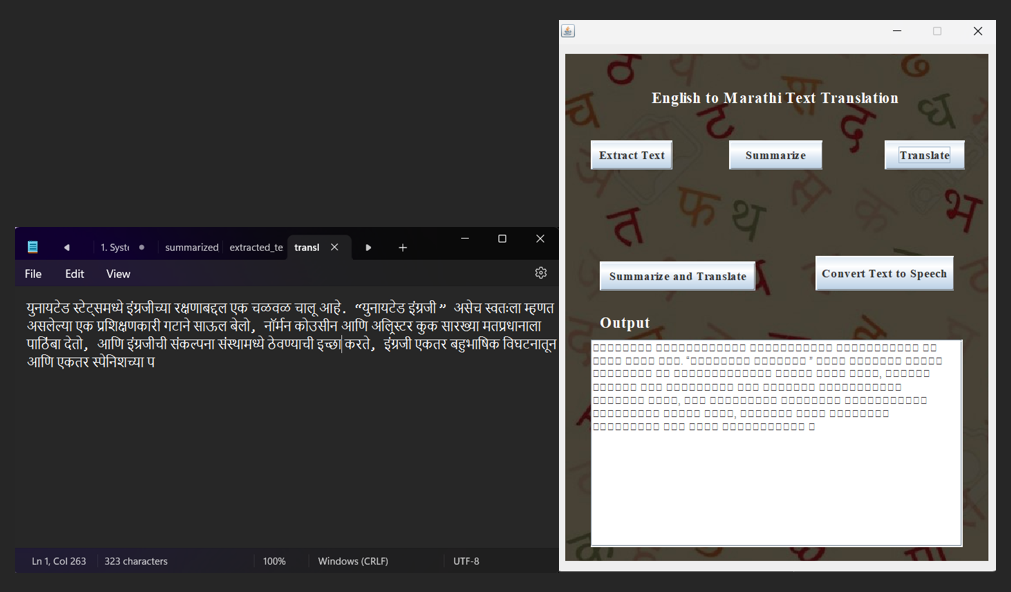 English to Marathi Text Translation
Extract Text
Summarize
Translate
1. Syst
summarized
extracted_te
transl
File
Edit
View
Summarize and Translate
Convert Text to Speech
युनायटेड स्टेट्समध्ये इंग्रजीच्या रक्षणाबद्दल एक चळवळ चालू आहे. “युनायटेड इंग्रजी ” असेच स्वतःला म्हणत
असलेल्या एक प्रशिक्षणकारी गटाने साऊल बेलो, नॉर्मन कोउसीन आणि अलिस्टर कुक सारख्या मतप्रधानाला
पाठिंबा देतो, आणि इंग्रजीची संकल्पना संस्थामध्ये ठेवण्याची इच्छा करते, इंग्रजी एकतर बहुभाषिक विघटनातून
आणि एकतर स्पेनिशच्या प
Output
Ln 1, Col 263
323 characters
100%
Windows (CRLF)
UTF-8